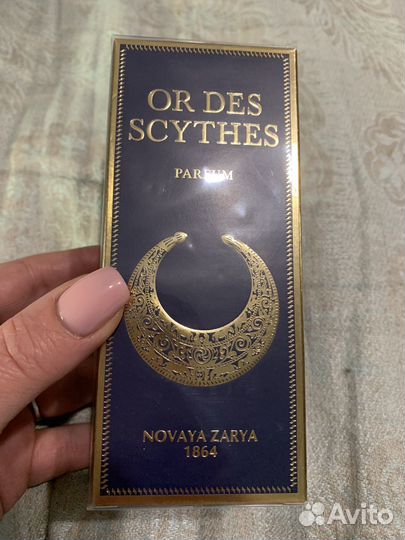 OR DES
SCYTHES
PARFUM
NOVAYA ZARYA
1864
Avito